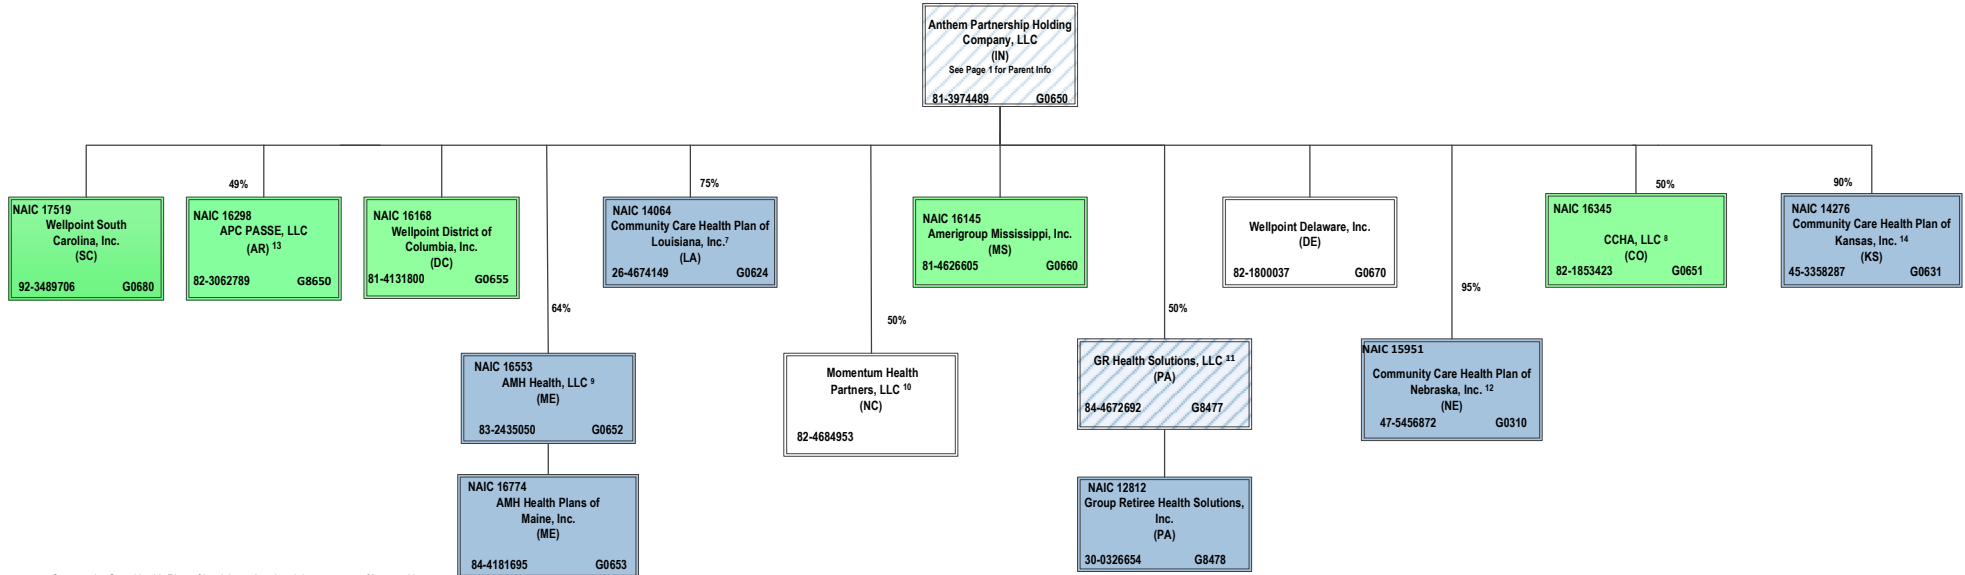 Anthem Partnership Holding
Company, LLC
(IN)
See Page 1 for Parent Info
81-3974489 G0650
49%
75%
50%
90%
NAIC 17519
Wellpoint South
Carolina, Inc.
(SC)
92-3489706 G0680
NAIC 16298
APC PASSE, LLC
(AR) 13
82-3062789 G8650
NAIC 16168
Wellpoint District of
Columbia, Inc.
(DC)
81-4131800 G0655
NAIC 14064
Community Care Health Plan of
Louisiana, Inc.7
(LA)
26-4674149 G0624
NAIC 16145
Amerigroup Mississippi, Inc.
(MS)
81-4626605 G0660
Wellpoint Delaware, Inc.
(DE)
82-1800037 G0670
NAIC 16345
CCHA, LLC 8
(CO)
82-1853423 G0651
NAIC 14276
Community Care Health Plan of
Kansas, Inc. 14
(KS)
45-3358287 G0631
64%
50%
50%
95%
NAIC 16553
AMH Health, LLC 9
(ME)
83-2435050 G0652
Momentum Health
Partners, LLC 10
(NC)
82-4684953
GR Health Solutions, LLC 11
(PA)
84-4672692 G8477
NAIC 15951
Community Care Health Plan of
Nebraska, Inc. 12
(NE)
47-5456872 G0310
NAIC 16774
AMH Health Plans of
Maine, Inc.
(ME)
84-4181695 G0653
NAIC 12812
Group Retiree Health Solutions,
Inc.
(PA)
30-0326654 G8478